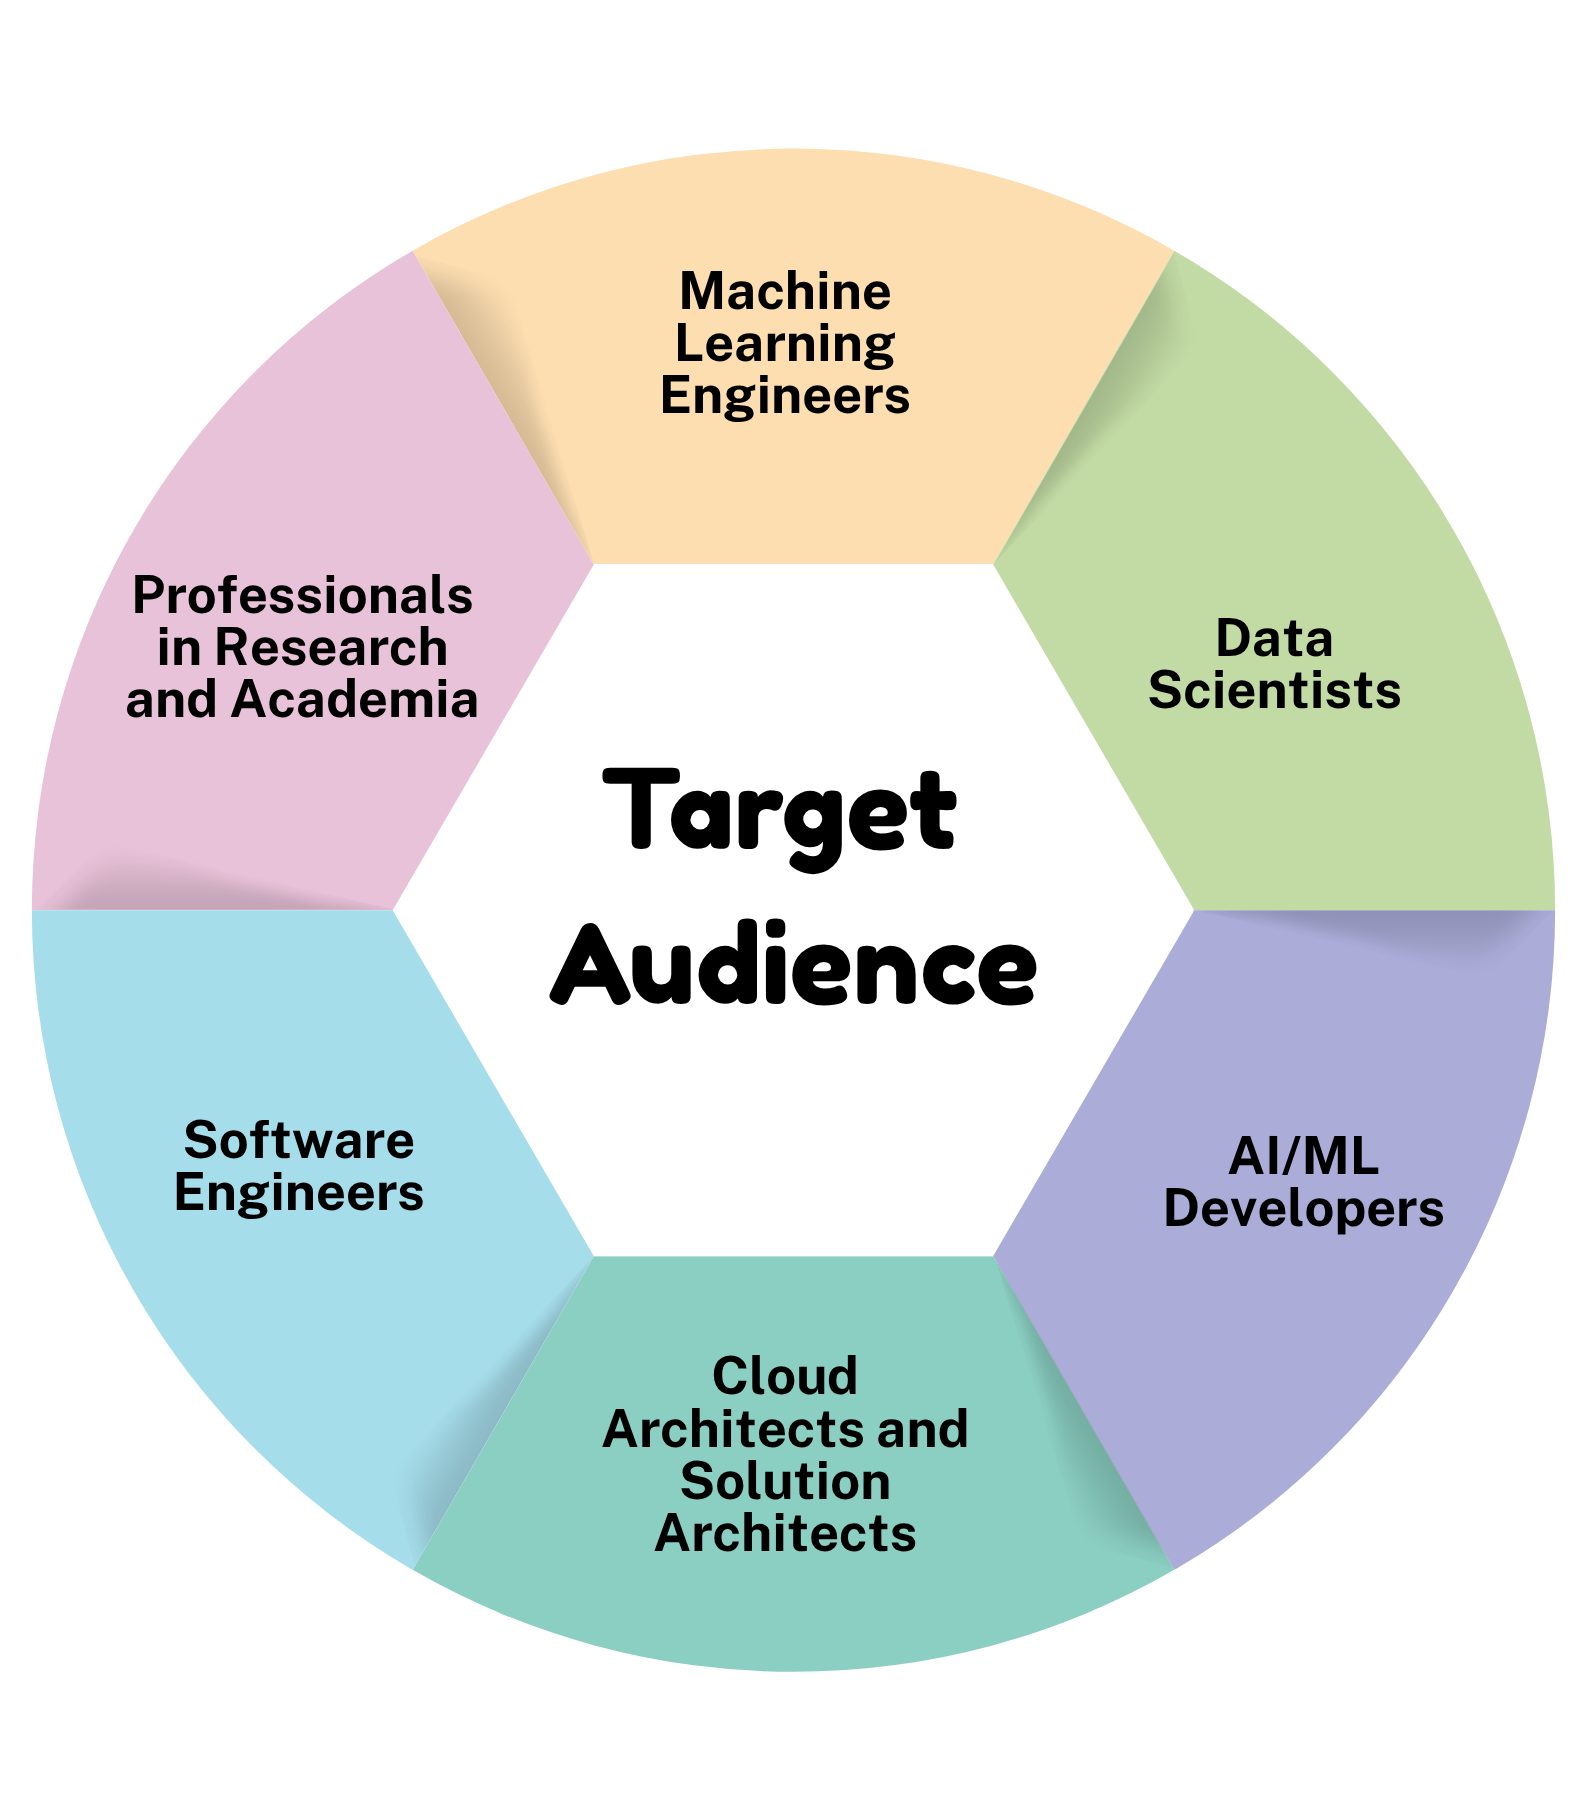 Machine
Learning
Engineers
Data
Scientists
AI/ML
Developers
Cloud
Architects and
Solution
Architects
Software
Engineers
Professionals
in Research
and Academia
Target
Audience